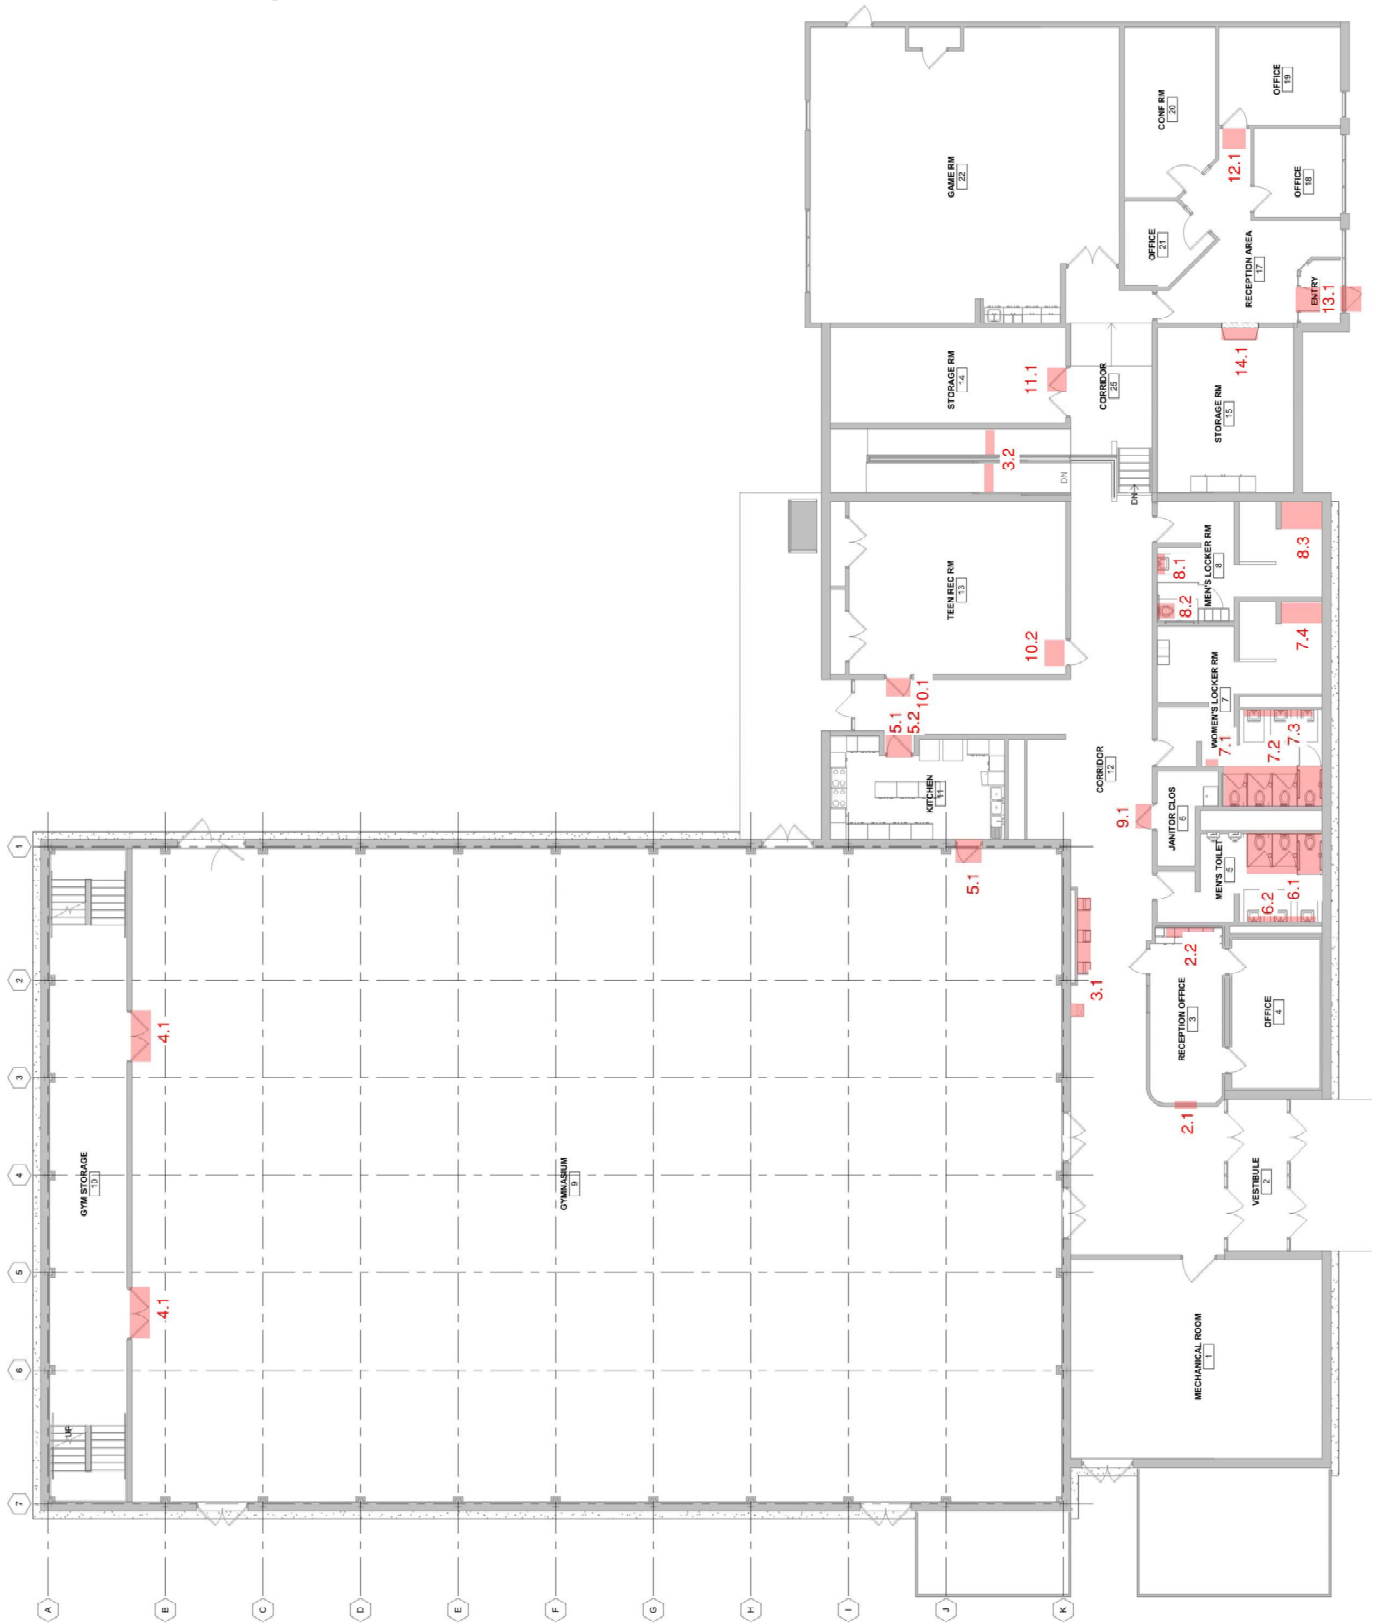 1
2
3
4
5
6
7
A
B
C
D
E
F
G
H
I
J
K
GYM STORAGE
10
UP
4.1
4.1
GYMNASIUM
9
5.1
KITCHEN
11
5.1
5.2
10.1
TEEN REC RM
13
10.2
3.2
DN
DN
STORAGE RM
14
11.1
CORRIDOR
25
GAME RM
22
CONF RM
20
OFFICE
19
OFFICE
18
12.1
OFFICE
21
RECEPTION AREA
17
ENTRY
13.1
14.1
STORAGE RM
15
CORRIDOR
12
9.1
MEN'S LOCKER RM
8
8.1
8.2
8.3
WOMEN'S LOCKER RM
7
7.1
7.2
7.3
7.4
JANITOR CLOS
6
MEN'S TOILET
5
6.1
6.2
3.1
2.2
RECEPTION OFFICE
3
OFFICE
4
2.1
VESTIBULE
2
MECHANICAL ROOM
1